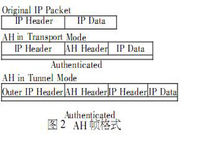 Original IP Packet
IP Header IP Data
AH in Transport Mode
IP Header AH Header IP Data
Authenticated
AH in Tunnel Mode
Outer IP Header AH Header IP Header IP Data
Authenticated
图2 AH 帧格式